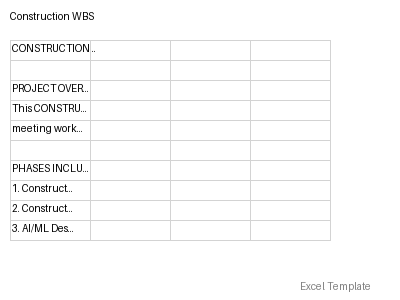 Construction WBS
CONSTRUCTION...
PROJECT OVER...
This CONSTRU...
meeting work...
PHASES INCLU...
1. Construct...
2. Construct...
3. AI/ML Des...
Excel Template